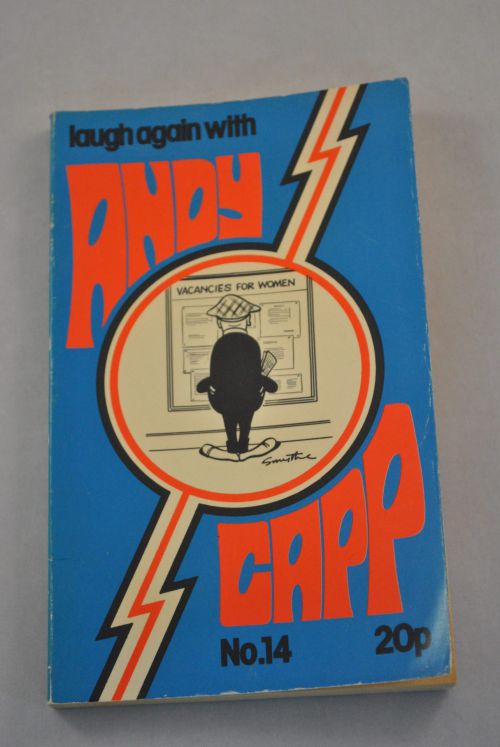 laugh again with
ANDY
VACANCIES FOR WOMEN
Smythe
CAPP
No.14
20p